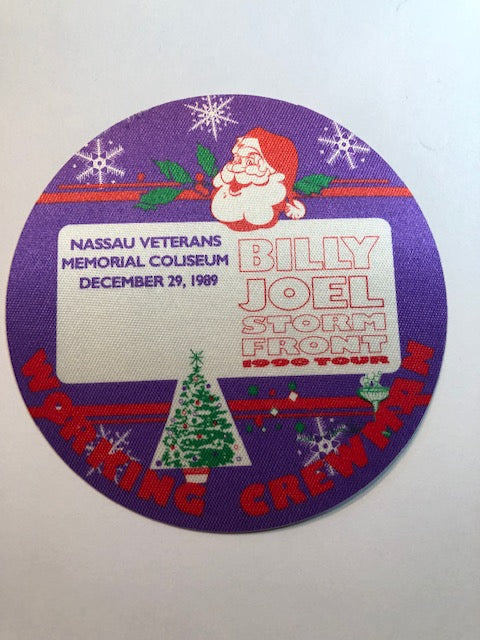 NASSAU VETERANS
MEMORIAL COLISEUM
DECEMBER 29, 1989
BILLY
JOEL
STORM
FRONT
1990 TOUR
WORKING CREWMAN